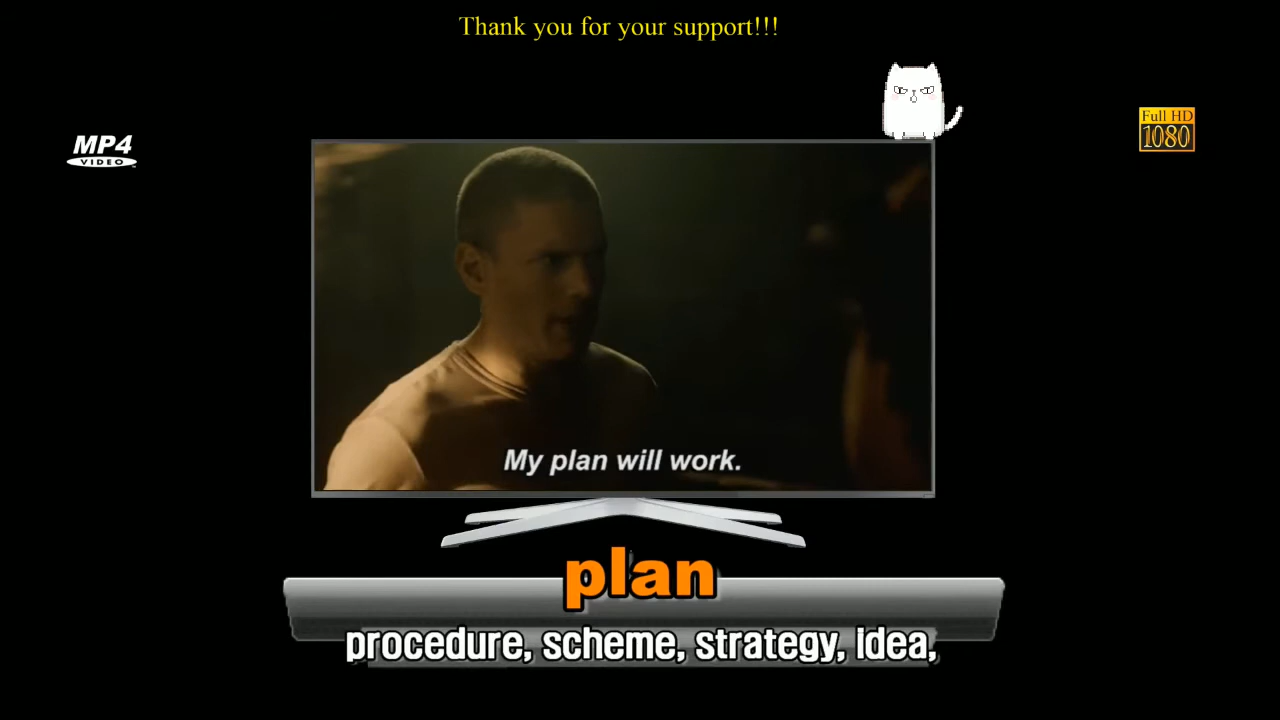 Thank you for your support!!!
MP4
VIDEO
Full HD
1080
My plan will work.
plan
procedure, scheme, strategy, idea,